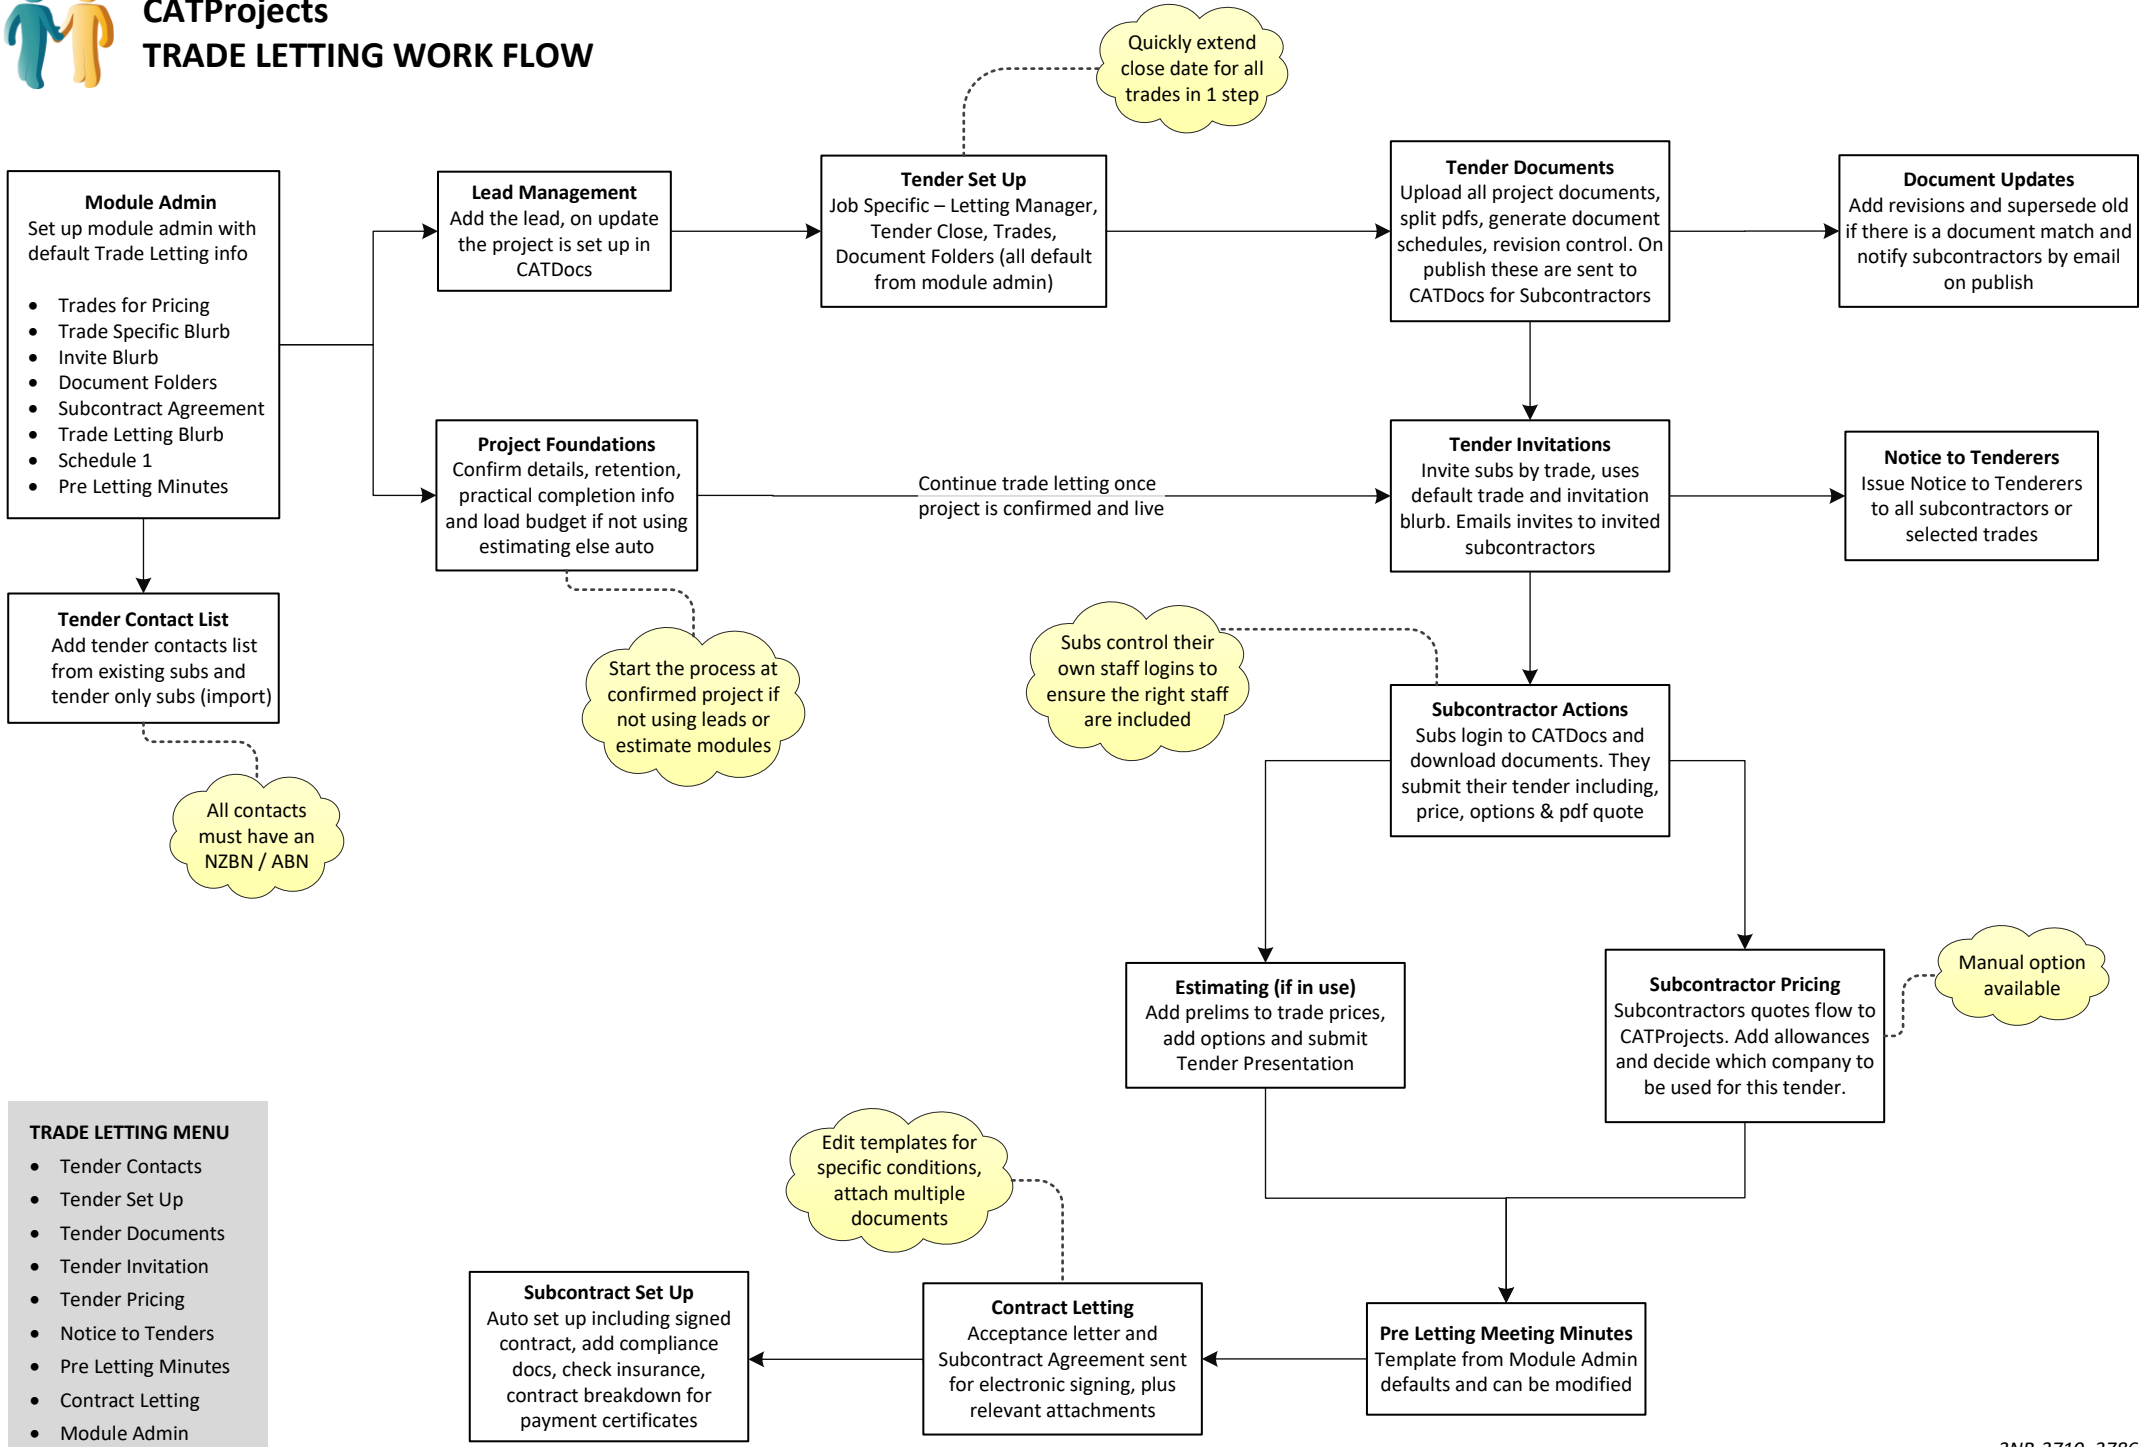 CATProjects
TRADE LETTING WORK FLOW
Quickly extend
close date for all
trades in 1 step
Module Admin
Set up module admin with
default Trade Letting info
• Trades for Pricing
• Trade Specific Blurb
• Invite Blurb
• Document Folders
• Subcontract Agreement
• Trade Letting Blurb
• Schedule 1
• Pre Letting Minutes
Lead Management
Add the lead, on update
the project is set up in
CATDocs
Tender Set Up
Job Specific – Letting Manager,
Tender Close, Trades,
Document Folders (all default
from module admin)
Tender Documents
Upload all project documents,
split pdfs, generate document
schedules, revision control. On
publish these are sent to
CATDocs for Subcontractors
Document Updates
Add revisions and supersede old
if there is a document match and
notify subcontractors by email
on publish
Project Foundations
Confirm details, retention,
practical completion info
and load budget if not using
estimating else auto
Continue trade letting once
project is confirmed and live
Tender Invitations
Invite subs by trade, uses
default trade and invitation
blurb. Emails invites to invited
subcontractors
Notice to Tenderers
Issue Notice to Tenderers
to all subcontractors or
selected trades
Tender Contact List
Add tender contacts list
from existing subs and
tender only subs (import)
All contacts
must have an
NZBN / ABN
Start the process at
confirmed project if
not using leads or
estimate modules
Subs control their
own staff logins to
ensure the right staff
are included
Subcontractor Actions
Subs login to CATDocs and
download documents. They
submit their tender including,
price, options & pdf quote
Estimating (if in use)
Add prelims to trade prices,
add options and submit
Tender Presentation
Subcontractor Pricing
Subcontractors quotes flow to
CATProjects. Add allowances
and decide which company to
be used for this tender.
Manual option
available
TRADE LETTING MENU
• Tender Contacts
• Tender Set Up
• Tender Documents
• Tender Invitation
• Tender Pricing
• Notice to Tenders
• Pre Letting Minutes
• Contract Letting
• Module Admin
Edit templates for
specific conditions,
attach multiple
documents
Subcontract Set Up
Auto set up including signed
contract, add compliance
docs, check insurance,
contract breakdown for
payment certificates
Contract Letting
Acceptance letter and
Subcontract Agreement sent
for electronic signing, plus
relevant attachments
Pre Letting Meeting Minutes
Template from Module Admin
defaults and can be modified